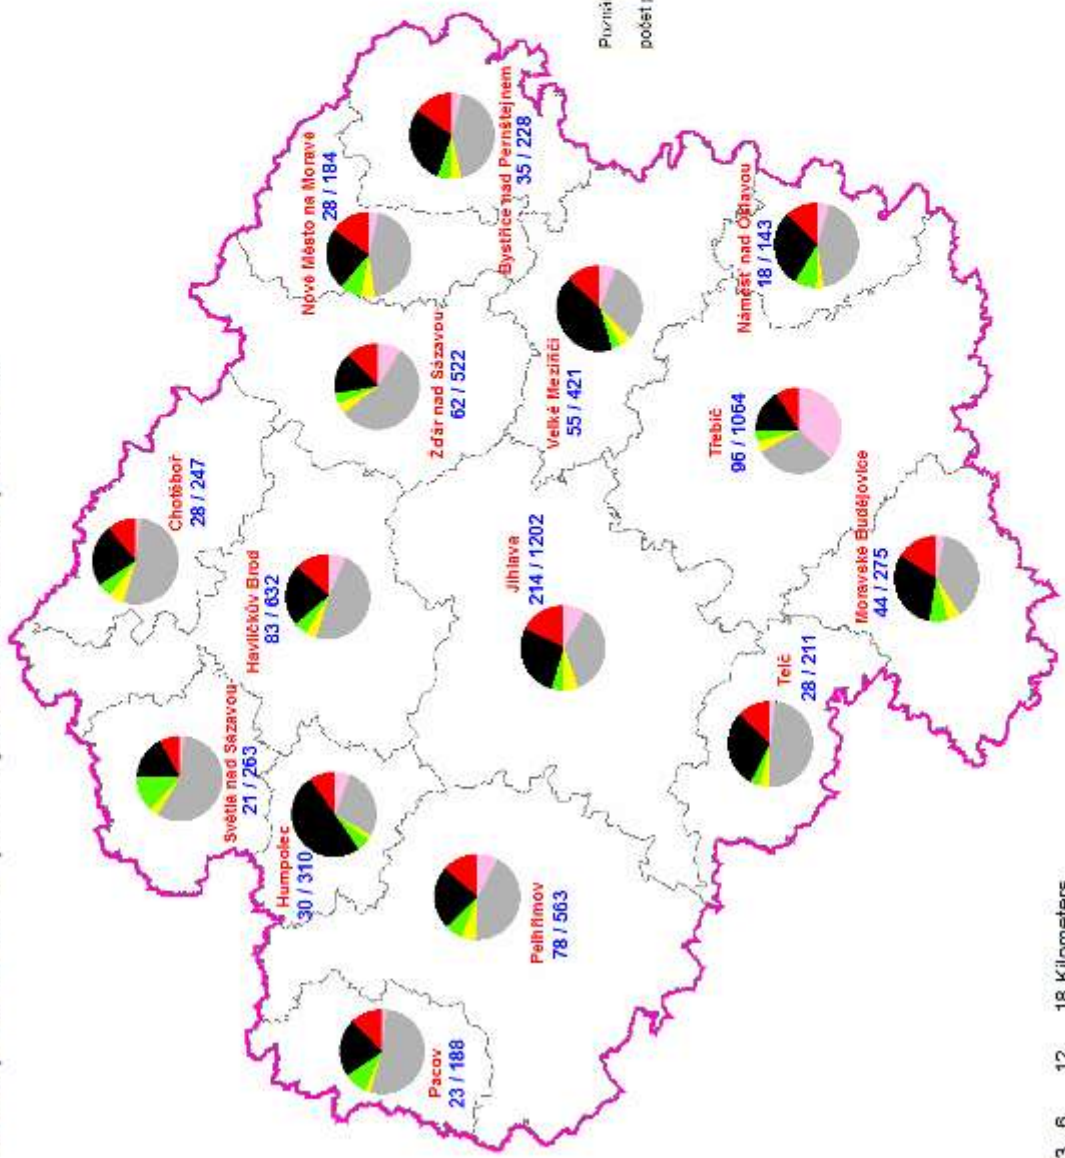 Pacov
23 / 188
Pelhřimov
78 / 563
Humpolec
30 / 310
Světlá nad Sázavou
21 / 263
Havlíčkův Brod
83 / 632
Chotěboř
28 / 247
Jihlava
214 / 1202
Telč
28 / 211
Moravské Budějovice
44 / 275
Třebíč
96 / 1064
Velké Meziříčí
55 / 421
Žďár nad Sázavou
62 / 522
Nové Město na Moravě
28 / 184
Bystřice nad Pernštejnem
35 / 228
Náměšť nad Oslavou
18 / 143
počet
3 6 12 18 Kilometers